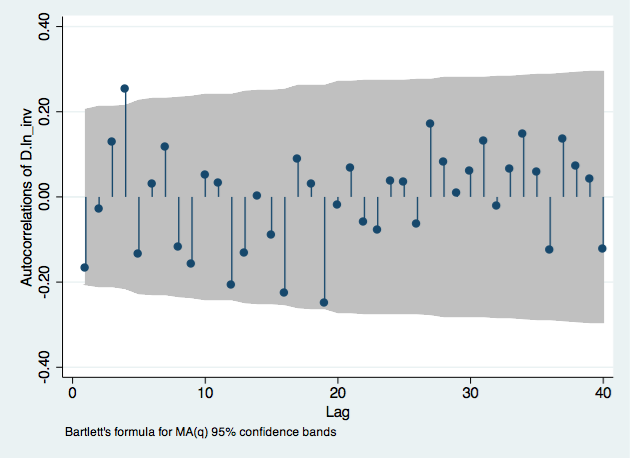 Autocorrelations of D.ln_inv
0.40
0.20
0.00
-0.20
-0.40
0 10 20 30 40
Lag
Bartlett's formula for MA(q) 95% confidence bands